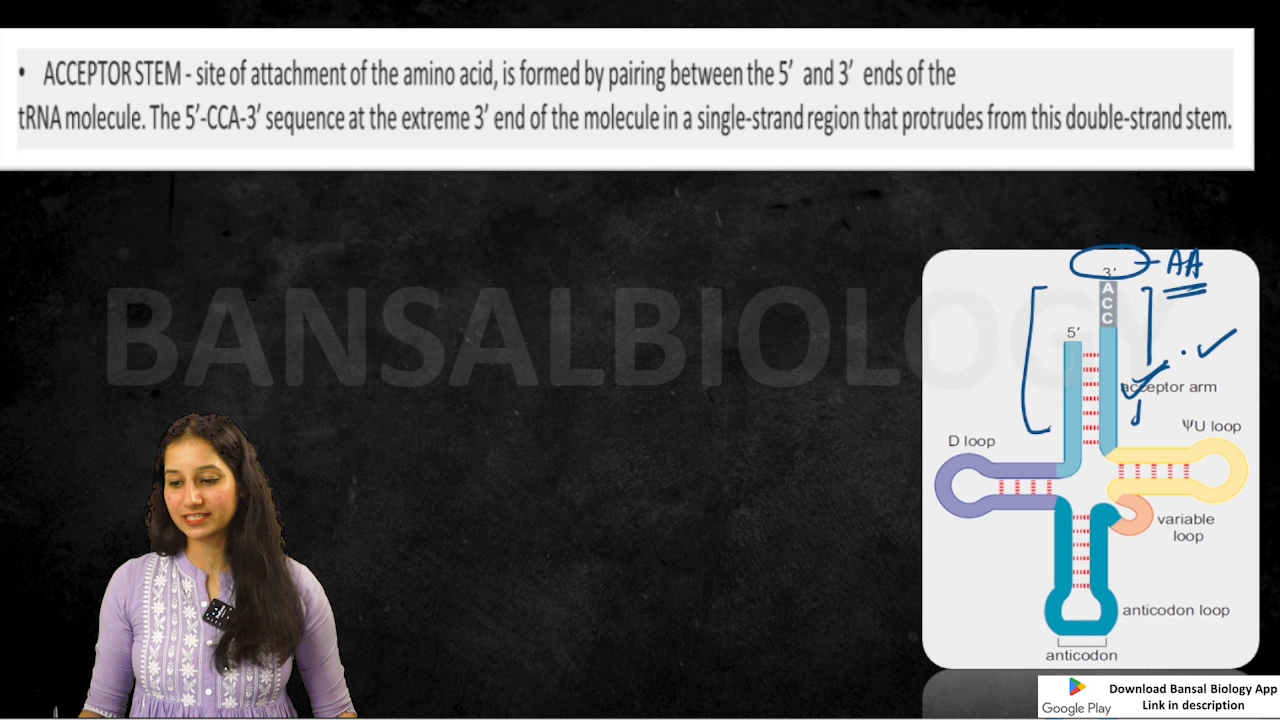 • ACCEPTOR STEM - site of attachment of the amino acid, is formed by pairing between the 5′ and 3′ ends of the
tRNA molecule. The 5′-CCA-3′ sequence at the extreme 3′ end of the molecule in a single-strand region that protrudes from this double-strand stem.
BANSALBIOLOGY
3′
AA
A
C
C
5′
acceptor arm
ΨU loop
D loop
variable
loop
anticodon loop
anticodon
Google Play
Download Bansal Biology App
Link in description